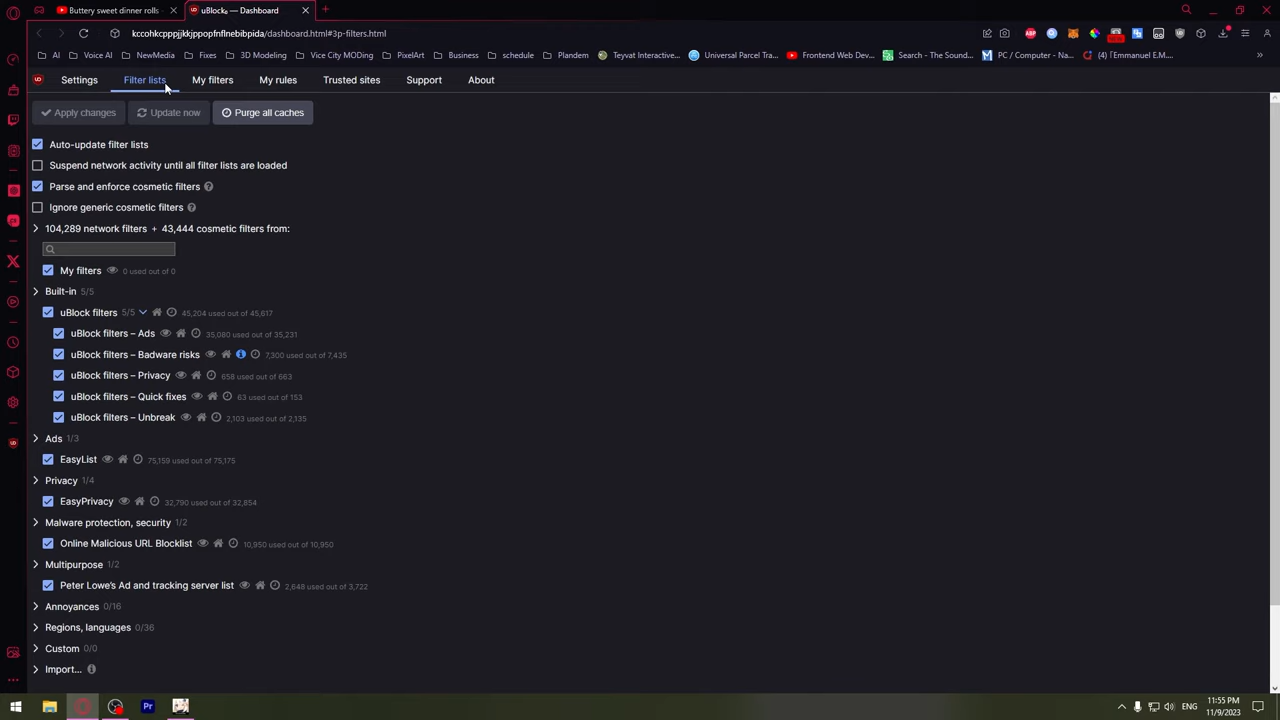 Buttery sweet dinner rolls -
uBlock₀ — Dashboard
kccohkcpppjjkkjjppopfnflnebibpida/dashboard.html#3p-filters.html
AI
Voice AI
NewMedia
Fixes
3D Modeling
Vice City MODing
PixelArt
Business
schedule
Plandem
Teyvat Interactive...
Universal Parcel Tra...
Frontend Web Dev...
Search - The Sound...
PC / Computer - Na...
Emmanuel E.M....
Settings
Filter lists
My filters
My rules
Trusted sites
Support
About
Apply changes
Update now
Purge all caches
Auto-update filter lists
Suspend network activity until all filter lists are loaded
Parse and enforce cosmetic filters
Ignore generic cosmetic filters
104,289 network filters + 43,444 cosmetic filters from:
My filters 0 used out of 0
Built-in 5/5
uBlock filters 5/5 45,204 used out of 45,617
uBlock filters – Ads 35,080 used out of 35,231
uBlock filters – Badware risks 7,300 used out of 7,435
uBlock filters – Privacy 658 used out of 663
uBlock filters – Quick fixes 63 used out of 153
uBlock filters – Unbreak 2,103 used out of 2,135
Ads 1/3
EasyList 75,159 used out of 75,175
Privacy 1/4
EasyPrivacy 32,790 used out of 32,854
Malware protection, security 1/2
Online Malicious URL Blocklist 10,950 used out of 10,950
Multipurpose 1/2
Peter Lowe's Ad and tracking server list 2,648 used out of 3,722
Annoyances 0/16
Regions, languages 0/36
Custom 0/0
Import...
Pr
ENG
11:55 PM
11/9/2023